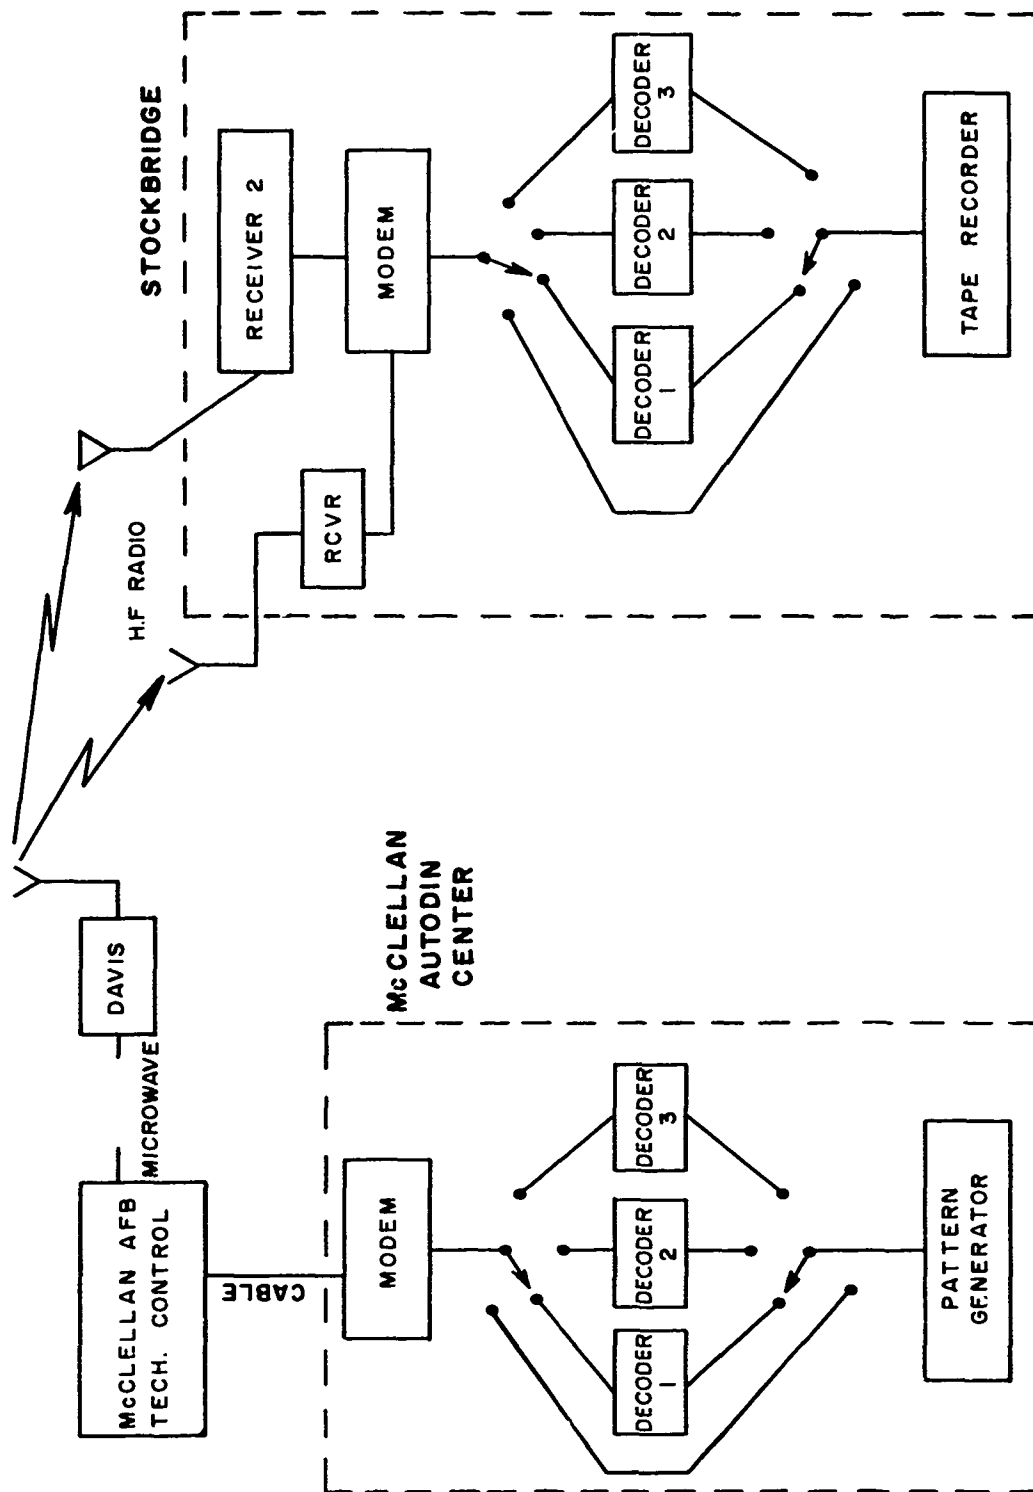 McCLELLAN AFB
TECH. CONTROL
MICROWAVE
DAVIS
CABLE
H.F RADIO
McCLELLAN
AUTODIN
CENTER
MODEM
DECODER
1
DECODER
2
DECODER
3
PATTERN
GENERATOR
STOCKBRIDGE
RECEIVER 2
RCVR
MODEM
DECODER
1
DECODER
2
DECODER
3
TAPE RECORDER